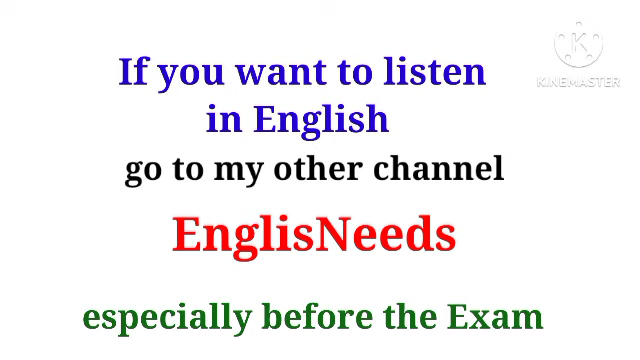 If you want to listen
in English
go to my other channel
EnglisNeeds
especially before the Exam
KINEMASTER